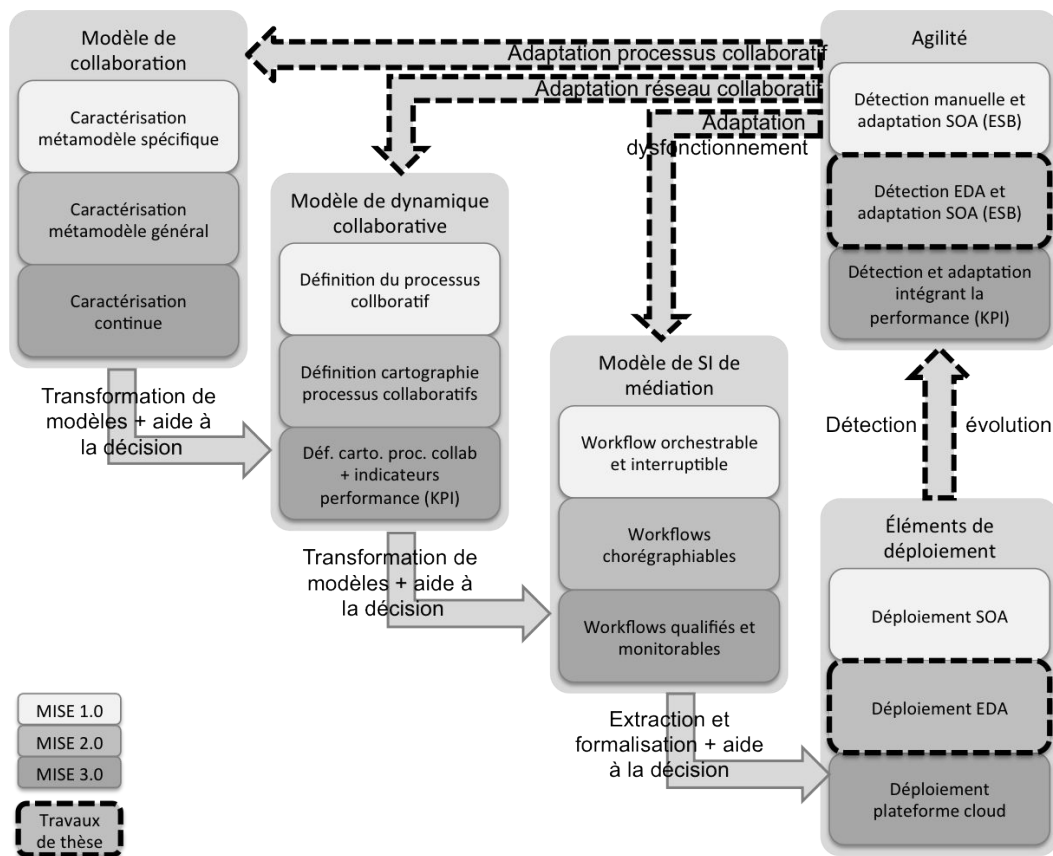 Modèle de
collaboration
Caractérisation
métamodèle spécifique
Caractérisation
métamodèle général
Caractérisation
continue
Adaptation processus collaboratif
Adaptation réseau collaboratif
Adaptation
dysfonctionnement
Agilité
Détection manuelle et
adaptation SOA (ESB)
Détection EDA et
adaptation SOA (ESB)
Détection et adaptation
intégrant la
performance (KPI)
Modèle de dynamique
collaborative
Définition du processus
collboratif
Définition cartographie
processus collaboratifs
Déf. carto. proc. collab
+ indicateurs
performance (KPI)
Transformation de
modèles + aide à
la décision
Modèle de SI de
médiation
Workflow orchestrable
et interruptible
Workflows
chorégraphiables
Workflows qualifiés et
monitorables
Transformation de
modèles + aide à
la décision
Détection évolution
Éléments de
déploiement
Déploiement SOA
Déploiement EDA
Déploiement
plateforme cloud
Extraction et
formalisation + aide
à la décision
MISE 1.0
MISE 2.0
MISE 3.0
Travaux
de thèse